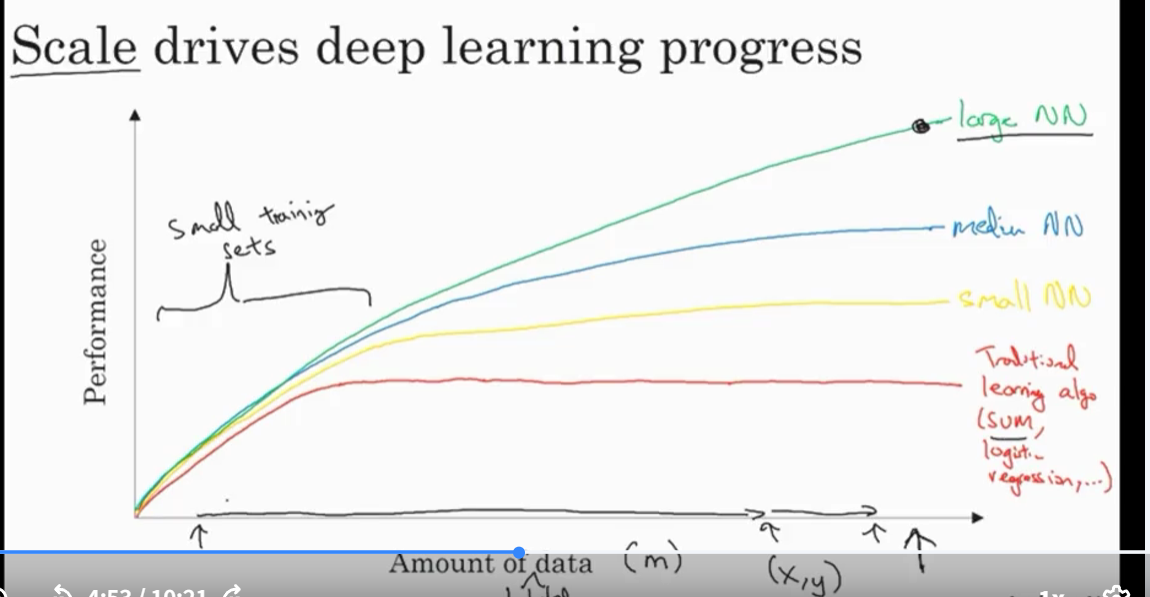 Scale drives deep learning progress
large NN
small training
sets
medium NN
small NN
Performance
Traditional
learning algo
(SVM,
logistic
regression,...)
Amount of data (m)
(x,y)
4:53 / 10:21
1x